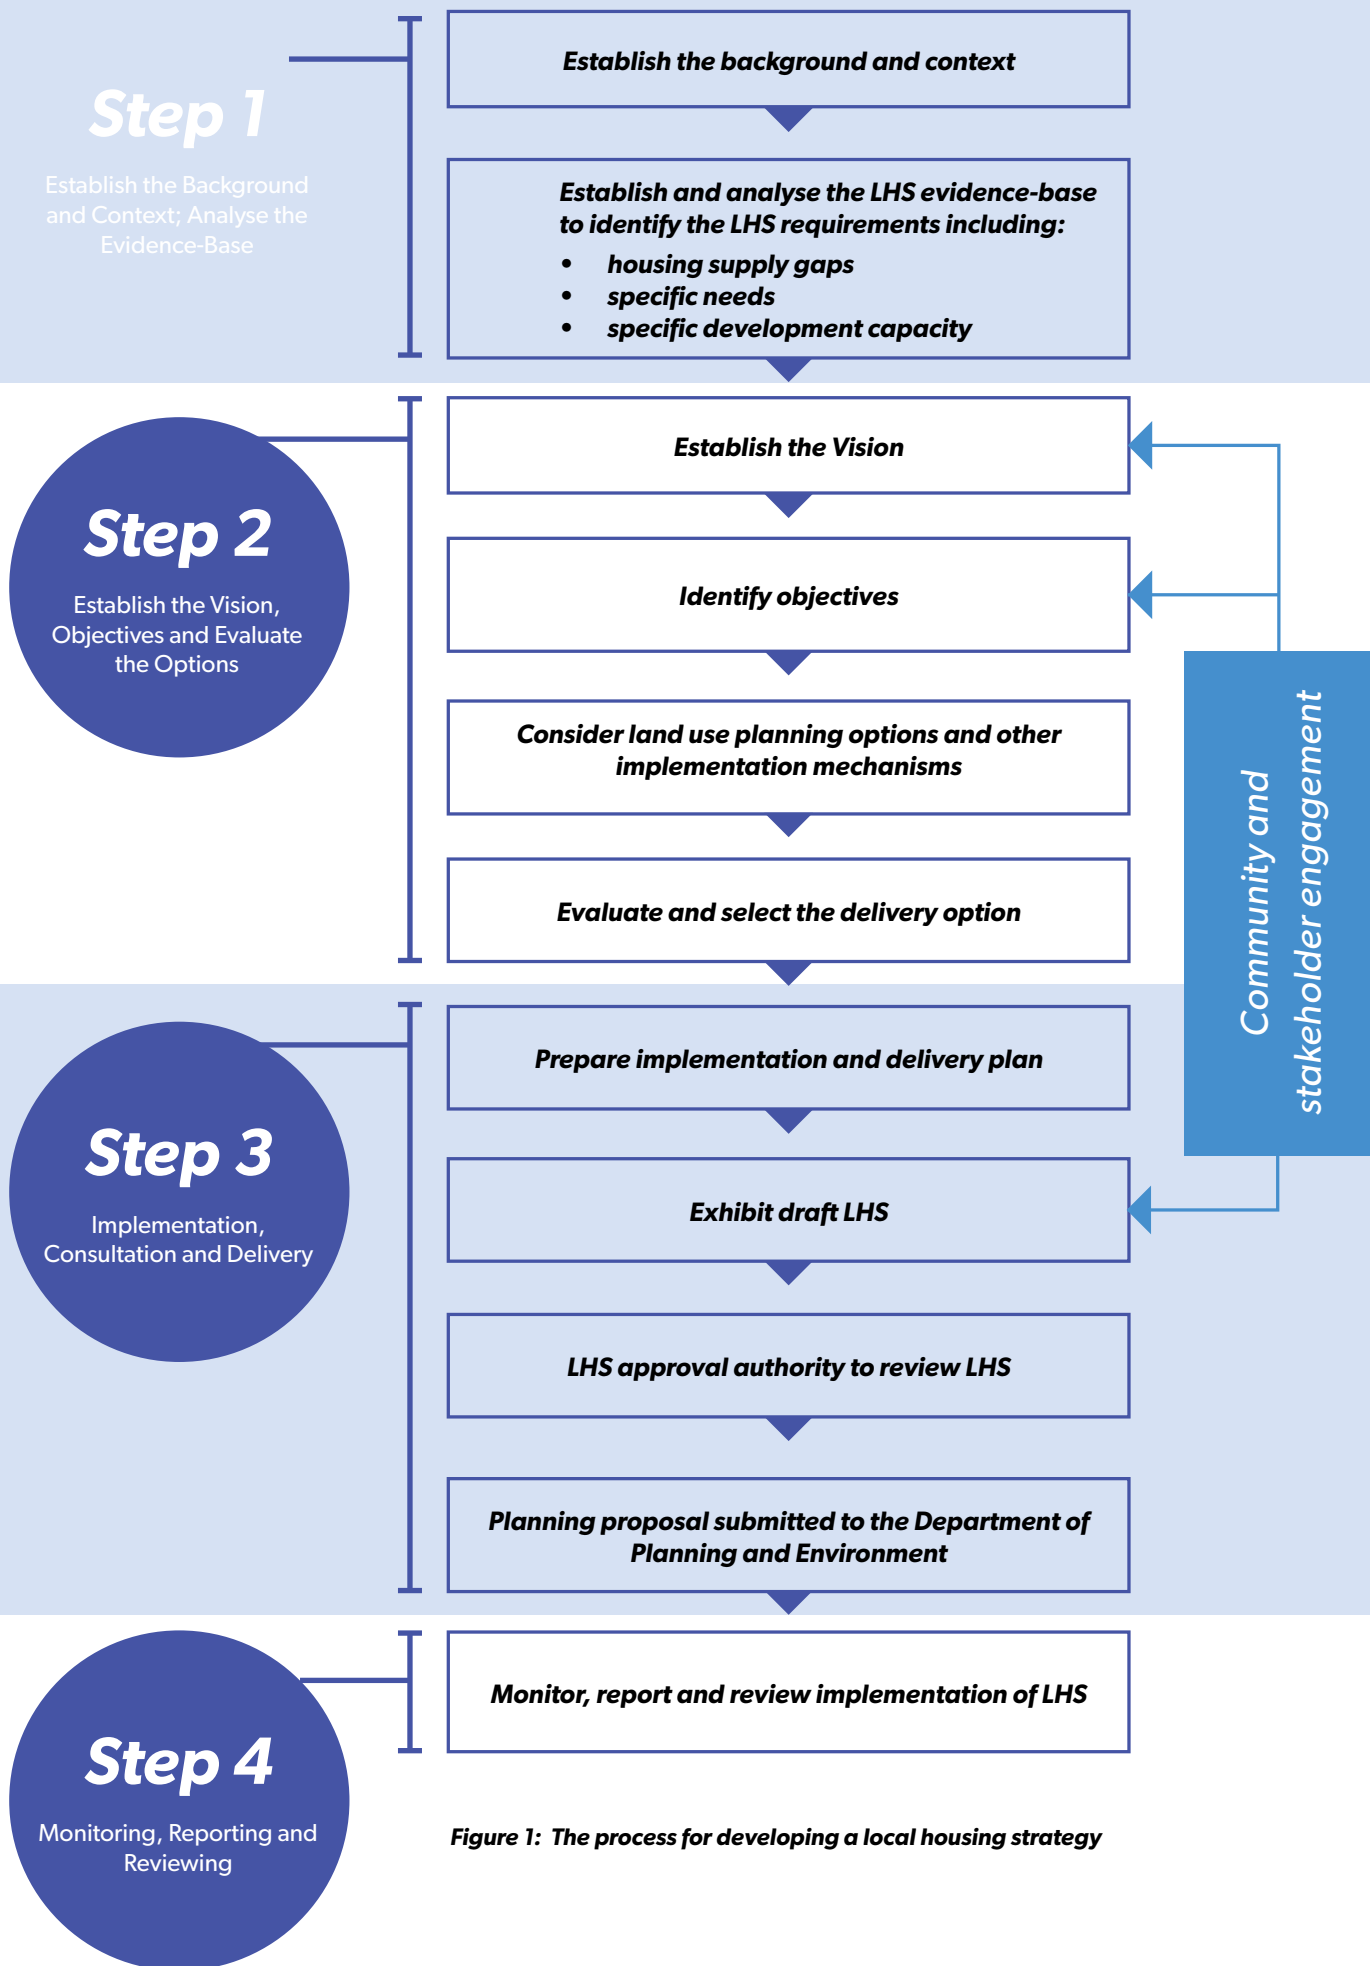 Step 1
Establish the Background
and Context; Analyse the
Evidence-Base
Establish the background and context
Establish and analyse the LHS evidence-base
to identify the LHS requirements including:
• housing supply gaps
• specific needs
• specific development capacity
Step 2
Establish the Vision,
Objectives and Evaluate
the Options
Establish the Vision
Identify objectives
Consider land use planning options and other
implementation mechanisms
Evaluate and select the delivery option
Community and
stakeholder engagement
Step 3
Implementation,
Consultation and Delivery
Prepare implementation and delivery plan
Exhibit draft LHS
LHS approval authority to review LHS
Planning proposal submitted to the Department of
Planning and Environment
Step 4
Monitoring, Reporting and
Reviewing
Monitor, report and review implementation of LHS
Figure 1: The process for developing a local housing strategy